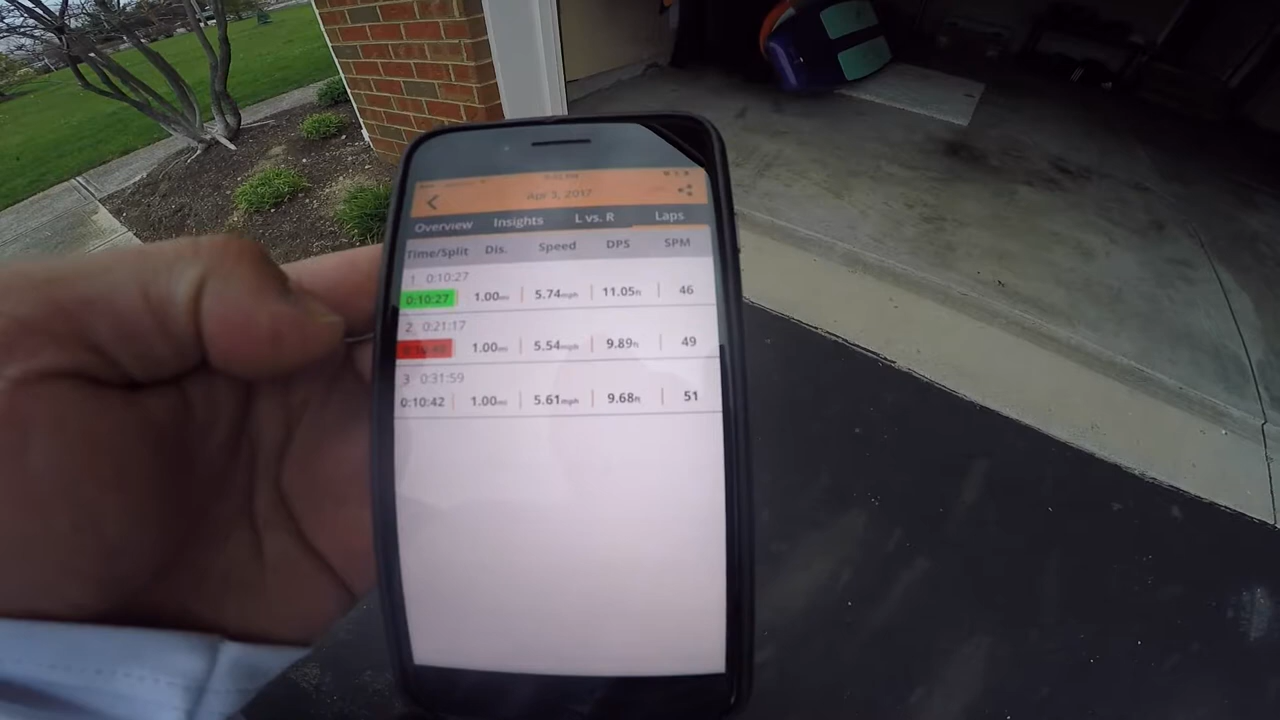 Apr 3, 2017
Overview Insights L vs. R Laps
Time/Split Dis. Speed DPS SPM
1 0:10:27
0:10:27 1.00mi 5.74mph 11.05ft 46
2 0:21:17
1.00mi 5.54mph 9.89ft 49
3 0:31:59
0:10:42 1.00mi 5.61mph 9.68ft 51